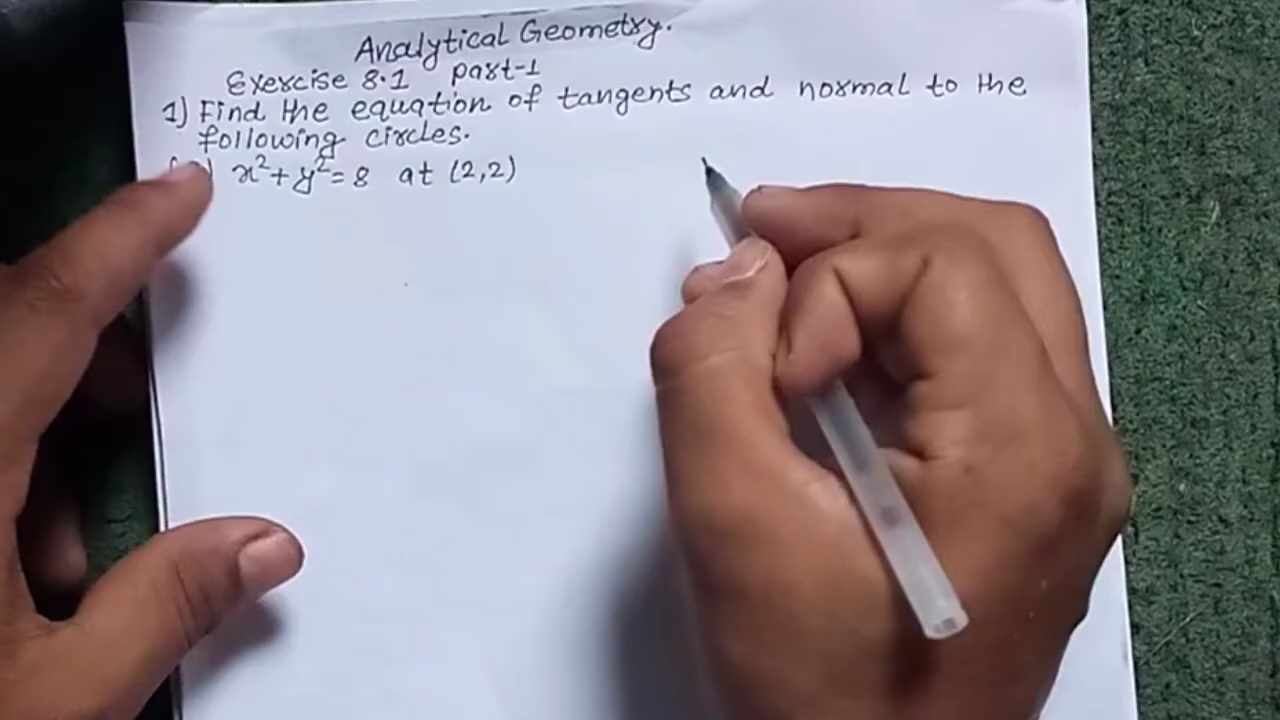 Analytical Geometry.
Exercise 8.1 part-1
1) Find the equation of tangents and normal to the
following circles.
x²+y²=8 at (2,2)